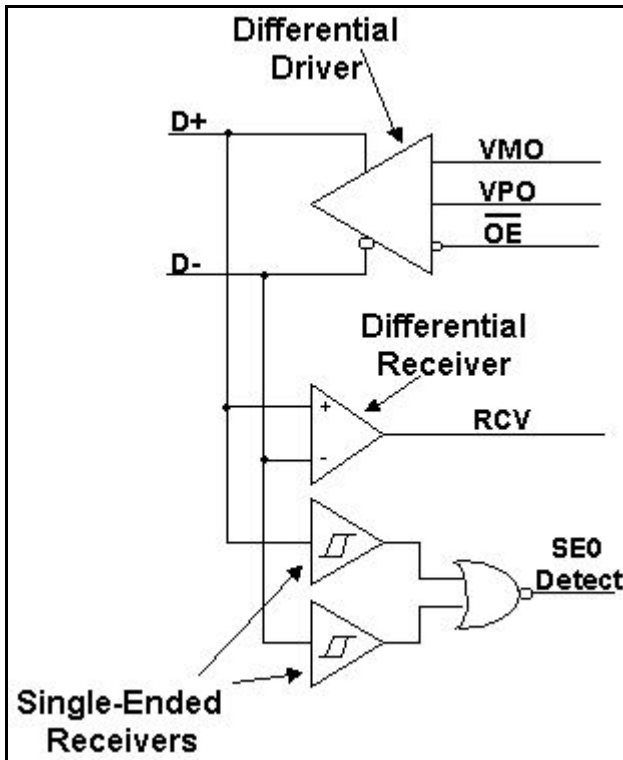 Differential
Driver
D+
VMO
VPO
OE
D-
Differential
Receiver
+
RCV
-
SE0
Detect
Single-Ended
Receivers